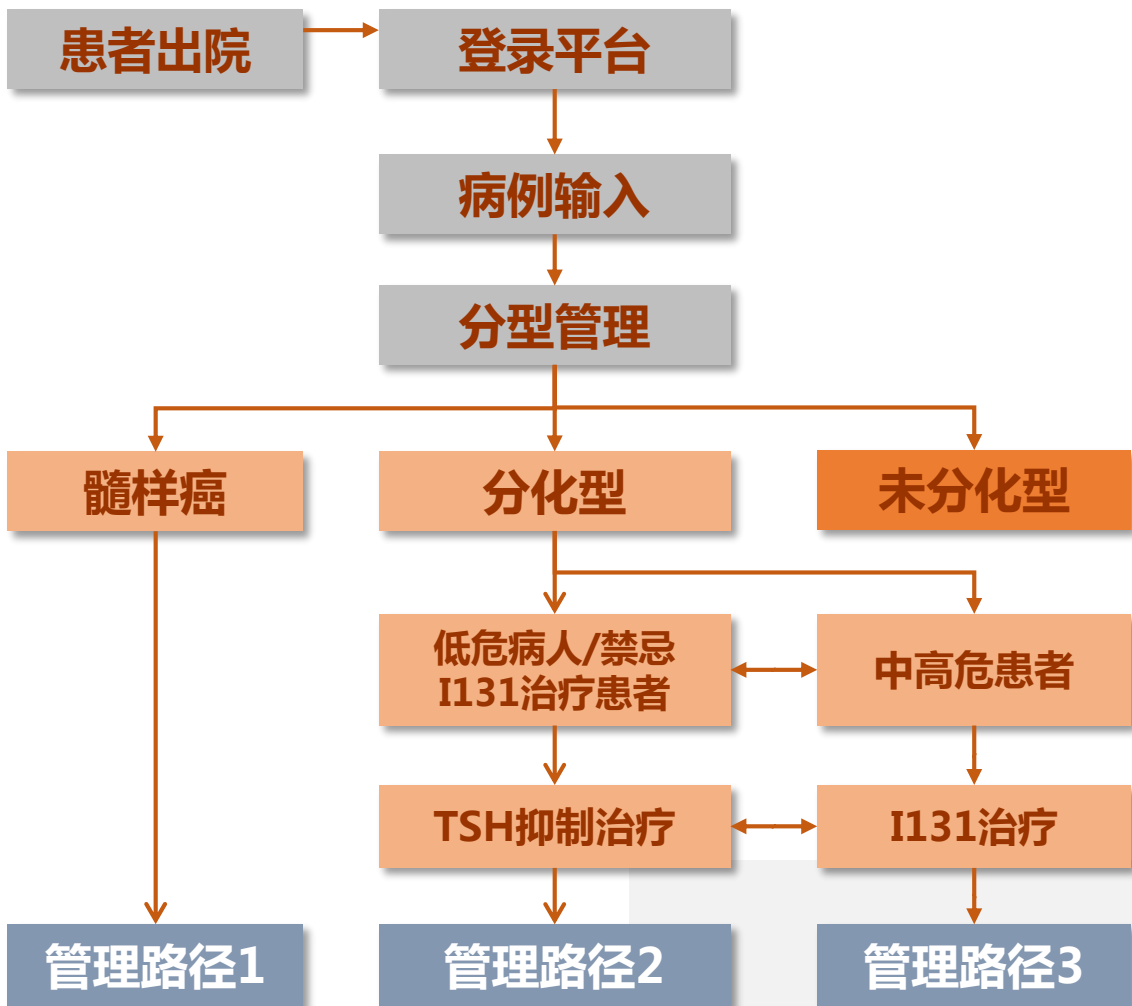 患者出院
登录平台
病例输入
分型管理
髓样癌
分化型
未分化型
低危病人/禁忌
I131治疗患者
中高危患者
TSH抑制治疗
I131治疗
管理路径1
管理路径2
管理路径3